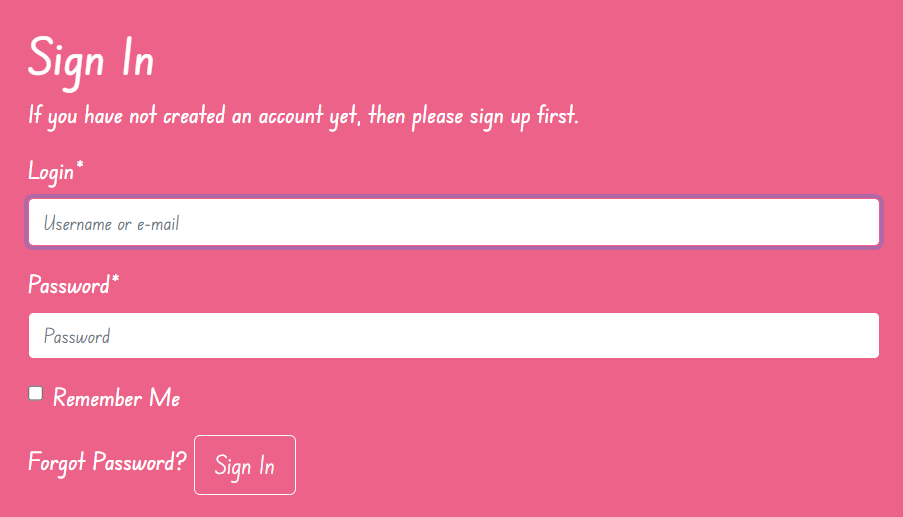 Sign In
If you have not created an account yet, then please sign up first.
Login*
Username or e-mail
Password*
Password
Remember Me
Forgot Password? Sign In